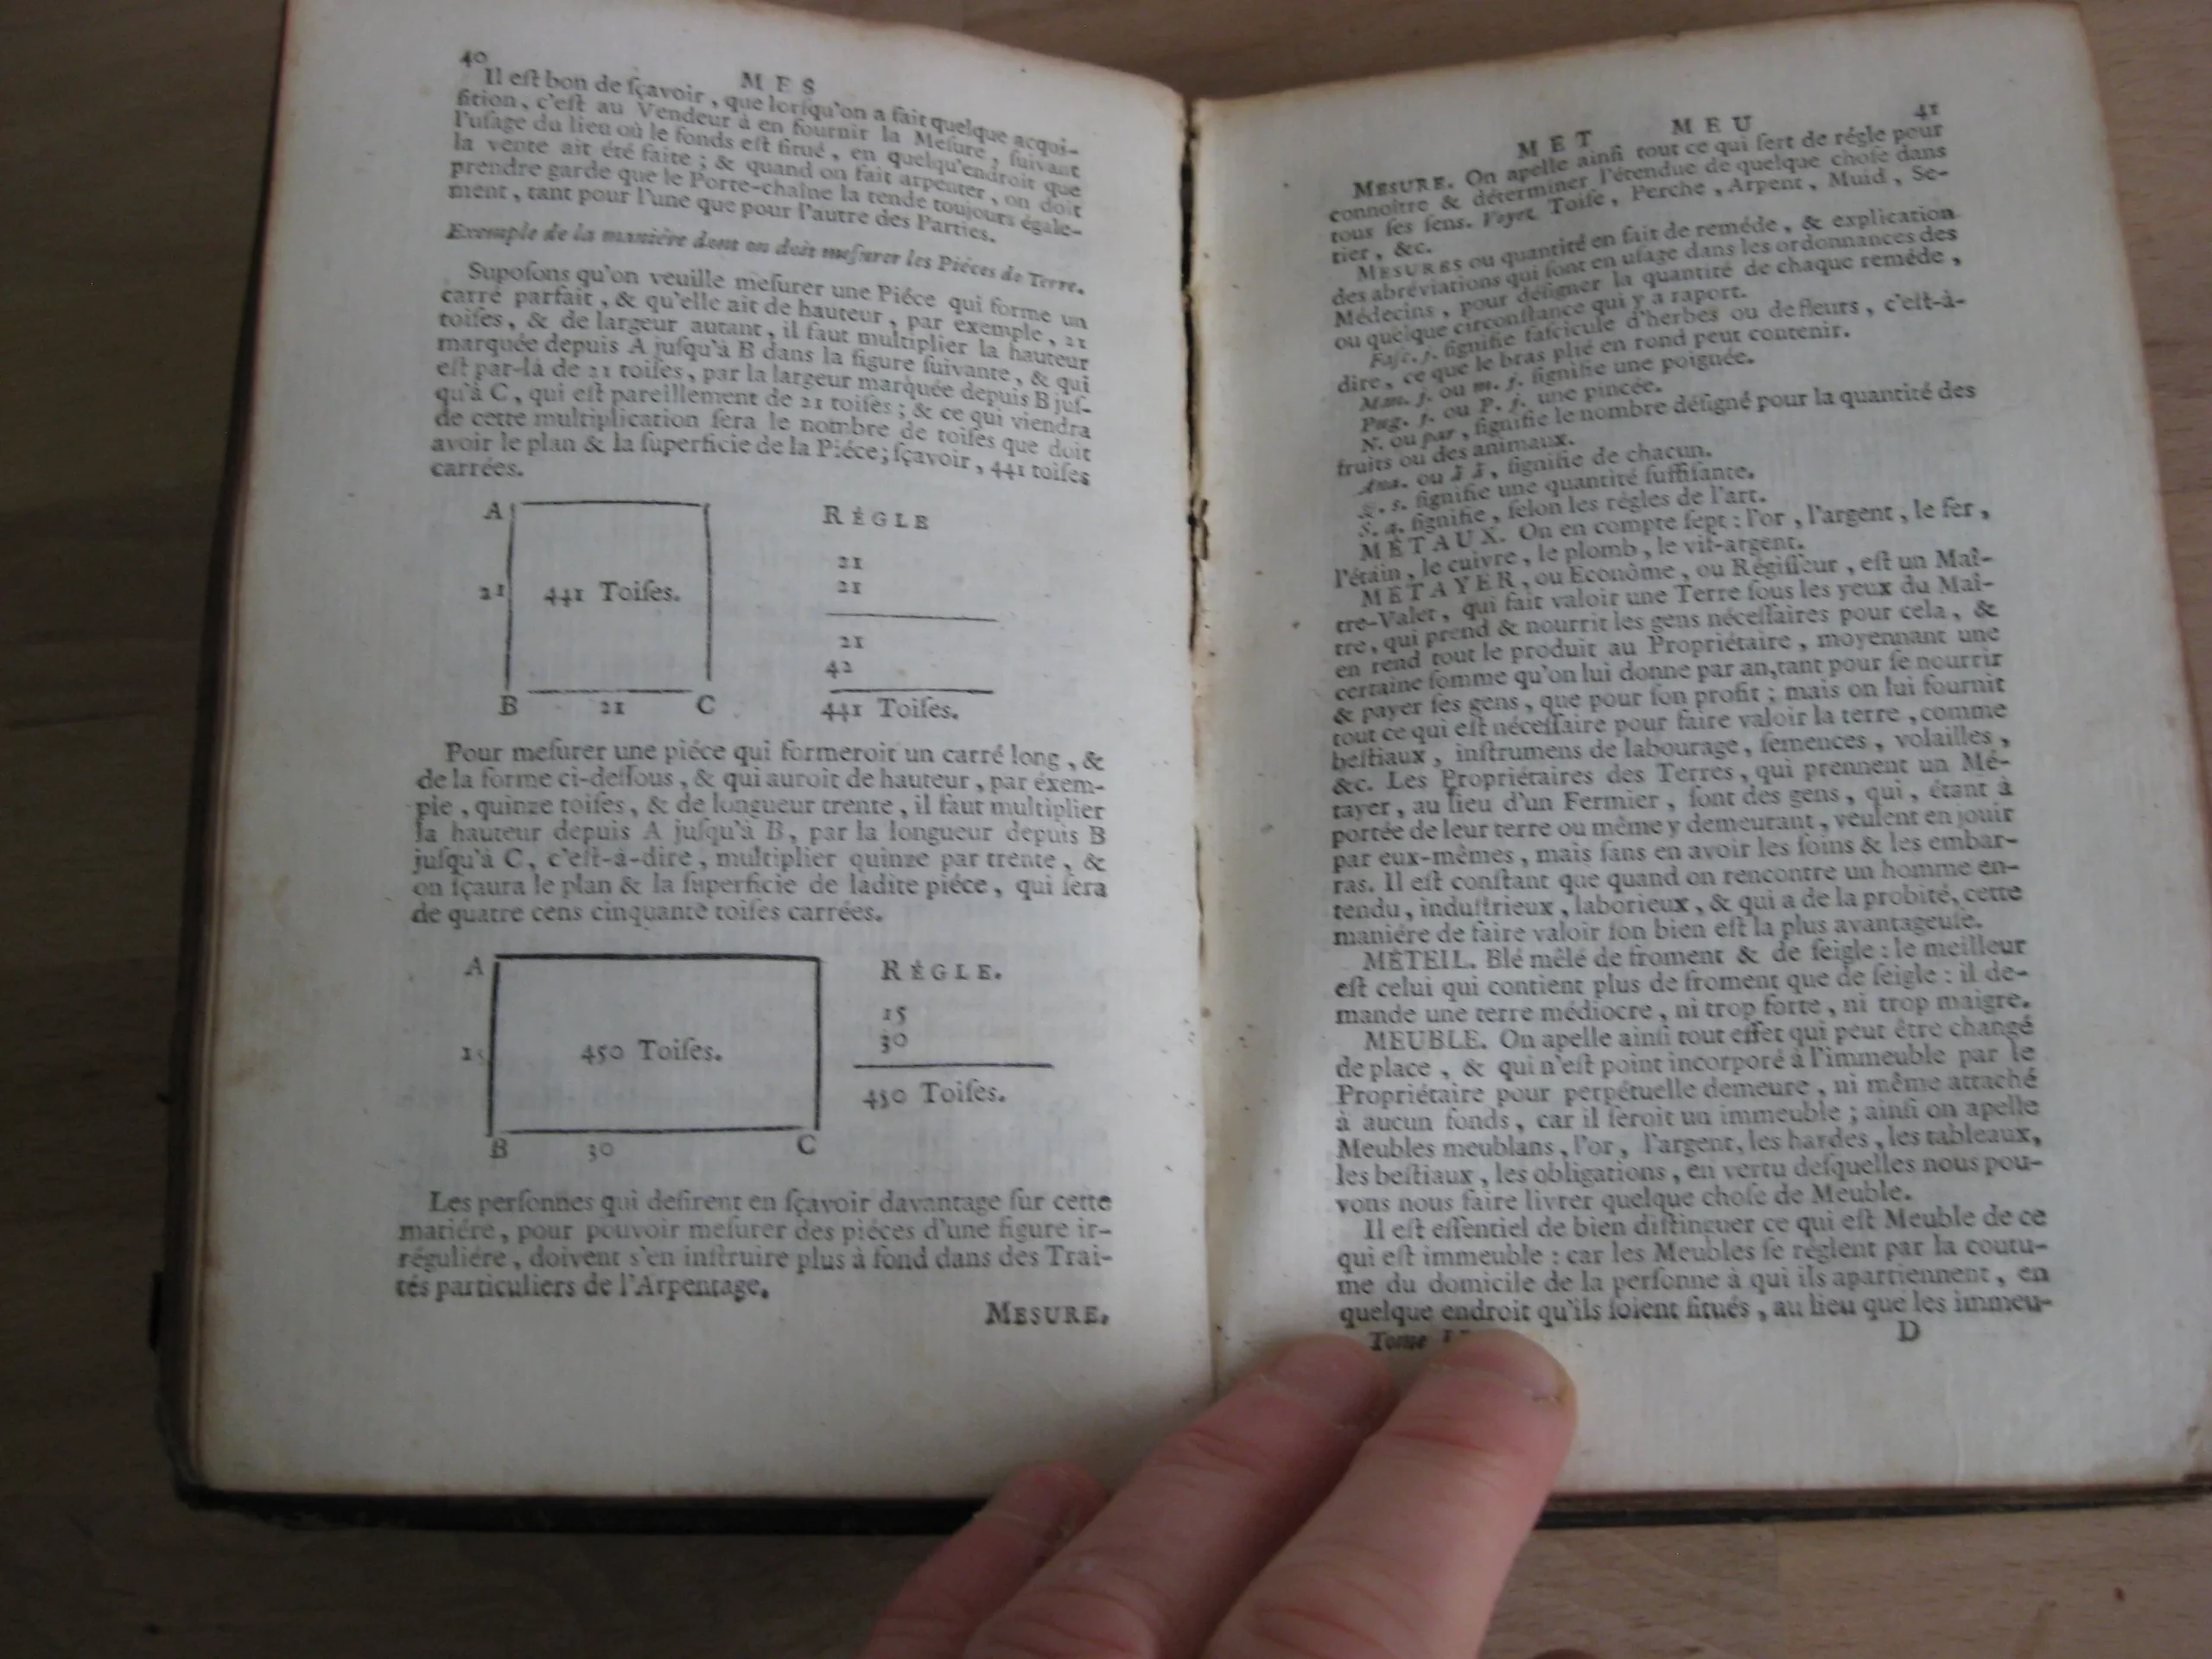 40
MES
Il eſt bon de ſçavoir, que lorſqu'on a fait quelque acqui-
ſition, c'eſt au Vendeur à en fournir la Meſure, ſuivant
l'uſage du lieu où le fonds eſt ſitué, en quelqu'endroit que
la vente ait été faite; & quand on fait arpenter, on doit
prendre garde que le Porte-chaîne la tende toujours égale-
ment, tant pour l'une que pour l'autre des Parties.
Exemple de la maniére dont on doit meſurer les Piéces de Terre.
Supoſons qu'on veuille meſurer une Piéce qui forme un
carré parfait, & qu'elle ait de hauteur, par exemple, 21
toiſes, & de largeur autant, il faut multiplier la hauteur
marquée depuis A juſqu'à B dans la figure ſuivante, & qui
eſt par-là de 21 toiſes, par la largeur marquée depuis B juſ-
qu'à C, qui eſt pareillement de 21 toiſes; & ce qui viendra
de cette multiplication ſera le nombre de toiſes que doit
avoir le plan & la ſuperficie de la Piéce; ſçavoir, 441 toiſes
carrées.
A
21
441 Toiſes.
B
21
C
RÉGLE
21
21
21
42
441 Toiſes.
Pour meſurer une piéce qui formeroit un carré long, &
de la forme ci-deſſous, & qui auroit de hauteur, par éxem-
ple, quinze toiſes, & de longueur trente, il faut multiplier
la hauteur depuis A juſqu'à B, par la longueur depuis B
juſqu'à C, c'eſt-à-dire, multiplier quinze par trente, &
on ſçaura le plan & la ſuperficie de ladite piéce, qui ſera
de quatre cens cinquante toiſes carrées.
A
15
450 Toiſes.
B
30
C
RÉGLE.
15
30
450 Toiſes.
Les perſonnes qui deſirent en ſçavoir davantage ſur cette
matiére, pour pouvoir meſurer des piéces d'une figure ir-
réguliére, doivent s'en inſtruire plus à fond dans des Trai-
tés particuliers de l'Arpentage.
MESURE.
MET MEU
41
MESURE. On apelle ainſi tout ce qui ſert de régle pour
connoître & déterminer l'étendue de quelque choſe dans
tous ſes ſens. Voyez Toiſe, Perche, Arpent, Muid, Se-
tier, &c.
MESURES ou quantité en fait de reméde, & explication
des abréviations qui ſont en uſage dans les ordonnances des
Médecins, pour déſigner la quantité de chaque reméde,
ou quelque circonſtance qui y a raport.
Faſc. j. ſignifie faſcicule d'herbes ou de fleurs, c'eſt-à-
dire, ce que le bras plié en rond peut contenir.
Man. j. ou m. j. ſignifie une poignée.
Pug. j. ou P. j. une pincée.
N. ou par, ſignifie le nombre déſigné pour la quantité des
fruits ou des animaux.
Ana. ou ā ā, ſignifie de chacun.
ſ. ſignifie une quantité ſuffiſante.
S. a. ſignifie, ſelon les régles de l'art.
MÉTAUX. On en compte ſept: l'or, l'argent, le fer,
l'étain, le cuivre, le plomb, le vif-argent.
MÉTAYER, ou Econôme, ou Régiſſeur, eſt un Maî-
tre-Valet, qui fait valoir une Terre ſous les yeux du Maî-
tre, qui prend & nourrit les gens néceſſaires pour cela, &
en rend tout le produit au Propriétaire, moyennant une
certaine ſomme qu'on lui donne par an, tant pour ſe nourrir
& payer ſes gens, que pour ſon profit; mais on lui fournit
tout ce qui eſt néceſſaire pour faire valoir la terre, comme
beſtiaux, inſtrumens de labourage, ſemences, volailles,
&c. Les Propriétaires des Terres, qui prennent un Mé-
tayer, au lieu d'un Fermier, ſont des gens, qui, étant à
portée de leur terre ou même y demeurant, veulent en jouir
par eux-mêmes, mais ſans en avoir les ſoins & les embar-
ras. Il eſt conſtant que quand on rencontre un homme en-
tendu, induſtrieux, laborieux, & qui a de la probité, cette
maniére de faire valoir ſon bien eſt la plus avantageuſe.
MÉTEIL. Blé mêlé de froment & de ſeigle: le meilleur
eſt celui qui contient plus de froment que de ſeigle: il de-
mande une terre médiocre, ni trop forte, ni trop maigre.
MEUBLE. On apelle ainſi tout effet qui peut être changé
de place, & qui n'eſt point incorporé à l'immeuble par le
Propriétaire pour perpétuelle demeure, ni même attaché
à aucun fonds, car il ſeroit un immeuble; ainſi on apelle
Meubles meublans, l'or, l'argent, les hardes, les tableaux,
les beſtiaux, les obligations, en vertu deſquelles nous pou-
vons nous faire livrer quelque choſe de Meuble.
Il eſt eſſentiel de bien diſtinguer ce qui eſt Meuble de ce
qui eſt immeuble: car les Meubles ſe réglent par la coutu-
me du domicile de la perſonne à qui ils apartiennent, en
quelque endroit qu'ils ſoient ſitués, au lieu que les immeu-
Tome
D